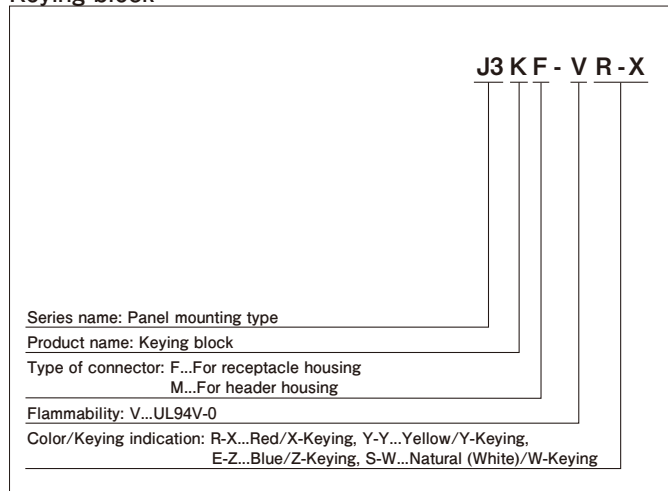 Keying block
J3 K F - V R - X
Series name: Panel mounting type
Product name: Keying block
Type of connector: F...For receptacle housing
M...For header housing
Flammability: V...UL94V-0
Color/Keying indication: R-X...Red/X-Keying, Y-Y...Yellow/Y-Keying,
E-Z...Blue/Z-Keying, S-W...Natural (White)/W-Keying